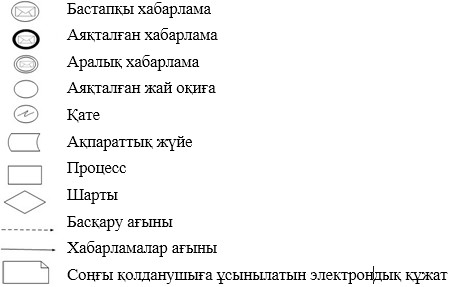 Бастапқы хабарлама
Аяқталған хабарлама
Аралық хабарлама
Аяқталған жай оқиға
Қате
Ақпараттық жүйе
Процесс
Шарты
Басқару ағыны
Хабарламалар ағыны
Соңғы қолданушыға ұсынылатын электрондық құжат